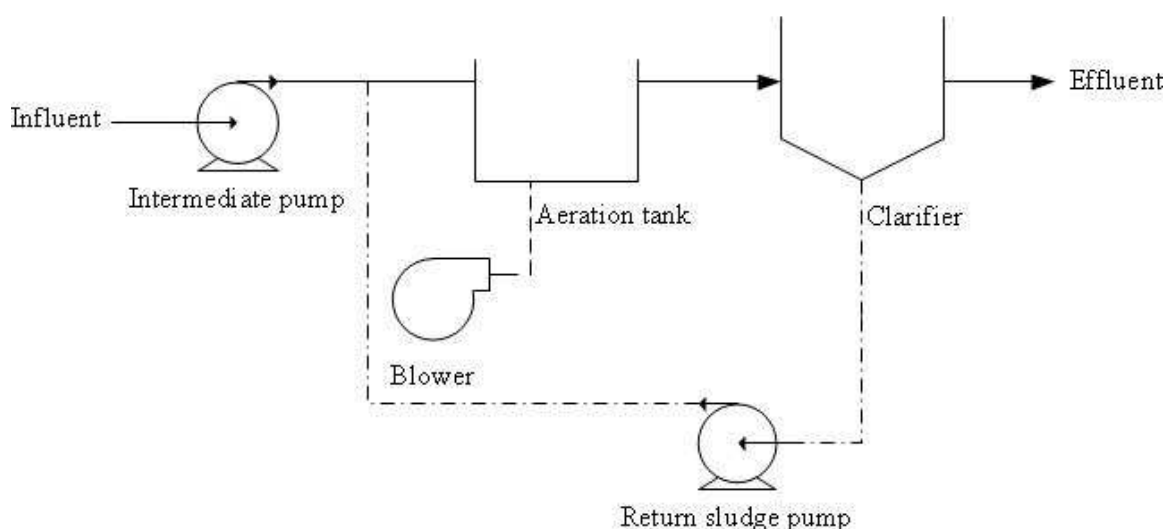 Influent
Intermediate pump
Aeration tank
Blower
Clarifier
Effluent
Return sludge pump